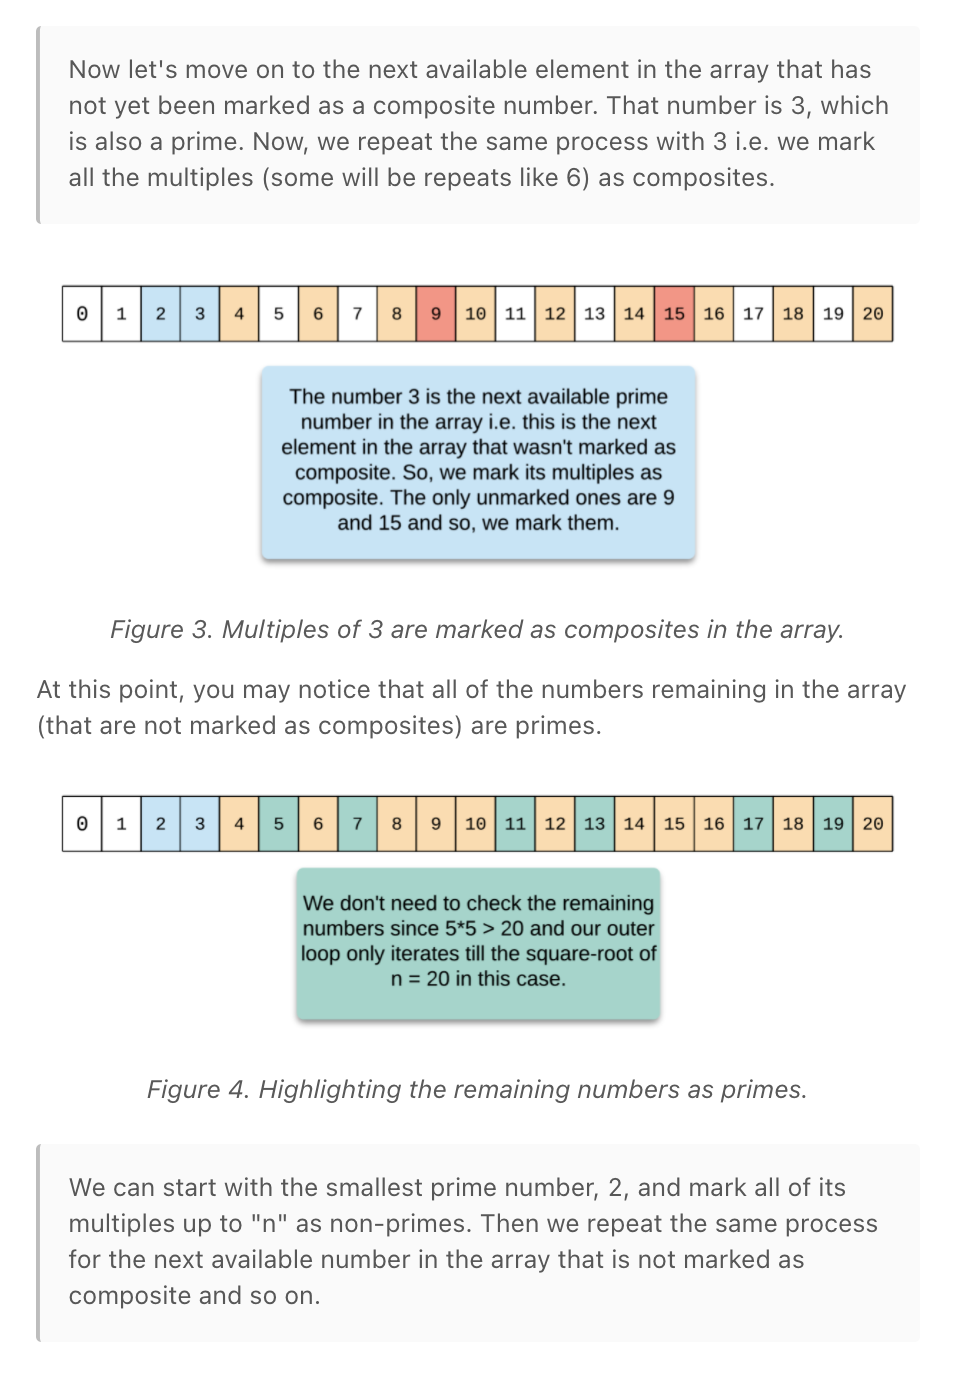 Now let's move on to the next available element in the array that has
not yet been marked as a composite number. That number is 3, which
is also a prime. Now, we repeat the same process with 3 i.e. we mark
all the multiples (some will be repeats like 6) as composites.
0 1 2 3 4 5 6 7 8 9 10 11 12 13 14 15 16 17 18 19 20
The number 3 is the next available prime
number in the array i.e. this is the next
element in the array that wasn't marked as
composite. So, we mark its multiples as
composite. The only unmarked ones are 9
and 15 and so, we mark them.
Figure 3. Multiples of 3 are marked as composites in the array.
At this point, you may notice that all of the numbers remaining in the array
(that are not marked as composites) are primes.
0 1 2 3 4 5 6 7 8 9 10 11 12 13 14 15 16 17 18 19 20
We don't need to check the remaining
numbers since 5*5 > 20 and our outer
loop only iterates till the square-root of
n = 20 in this case.
Figure 4. Highlighting the remaining numbers as primes.
We can start with the smallest prime number, 2, and mark all of its
multiples up to "n" as non-primes. Then we repeat the same process
for the next available number in the array that is not marked as
composite and so on.